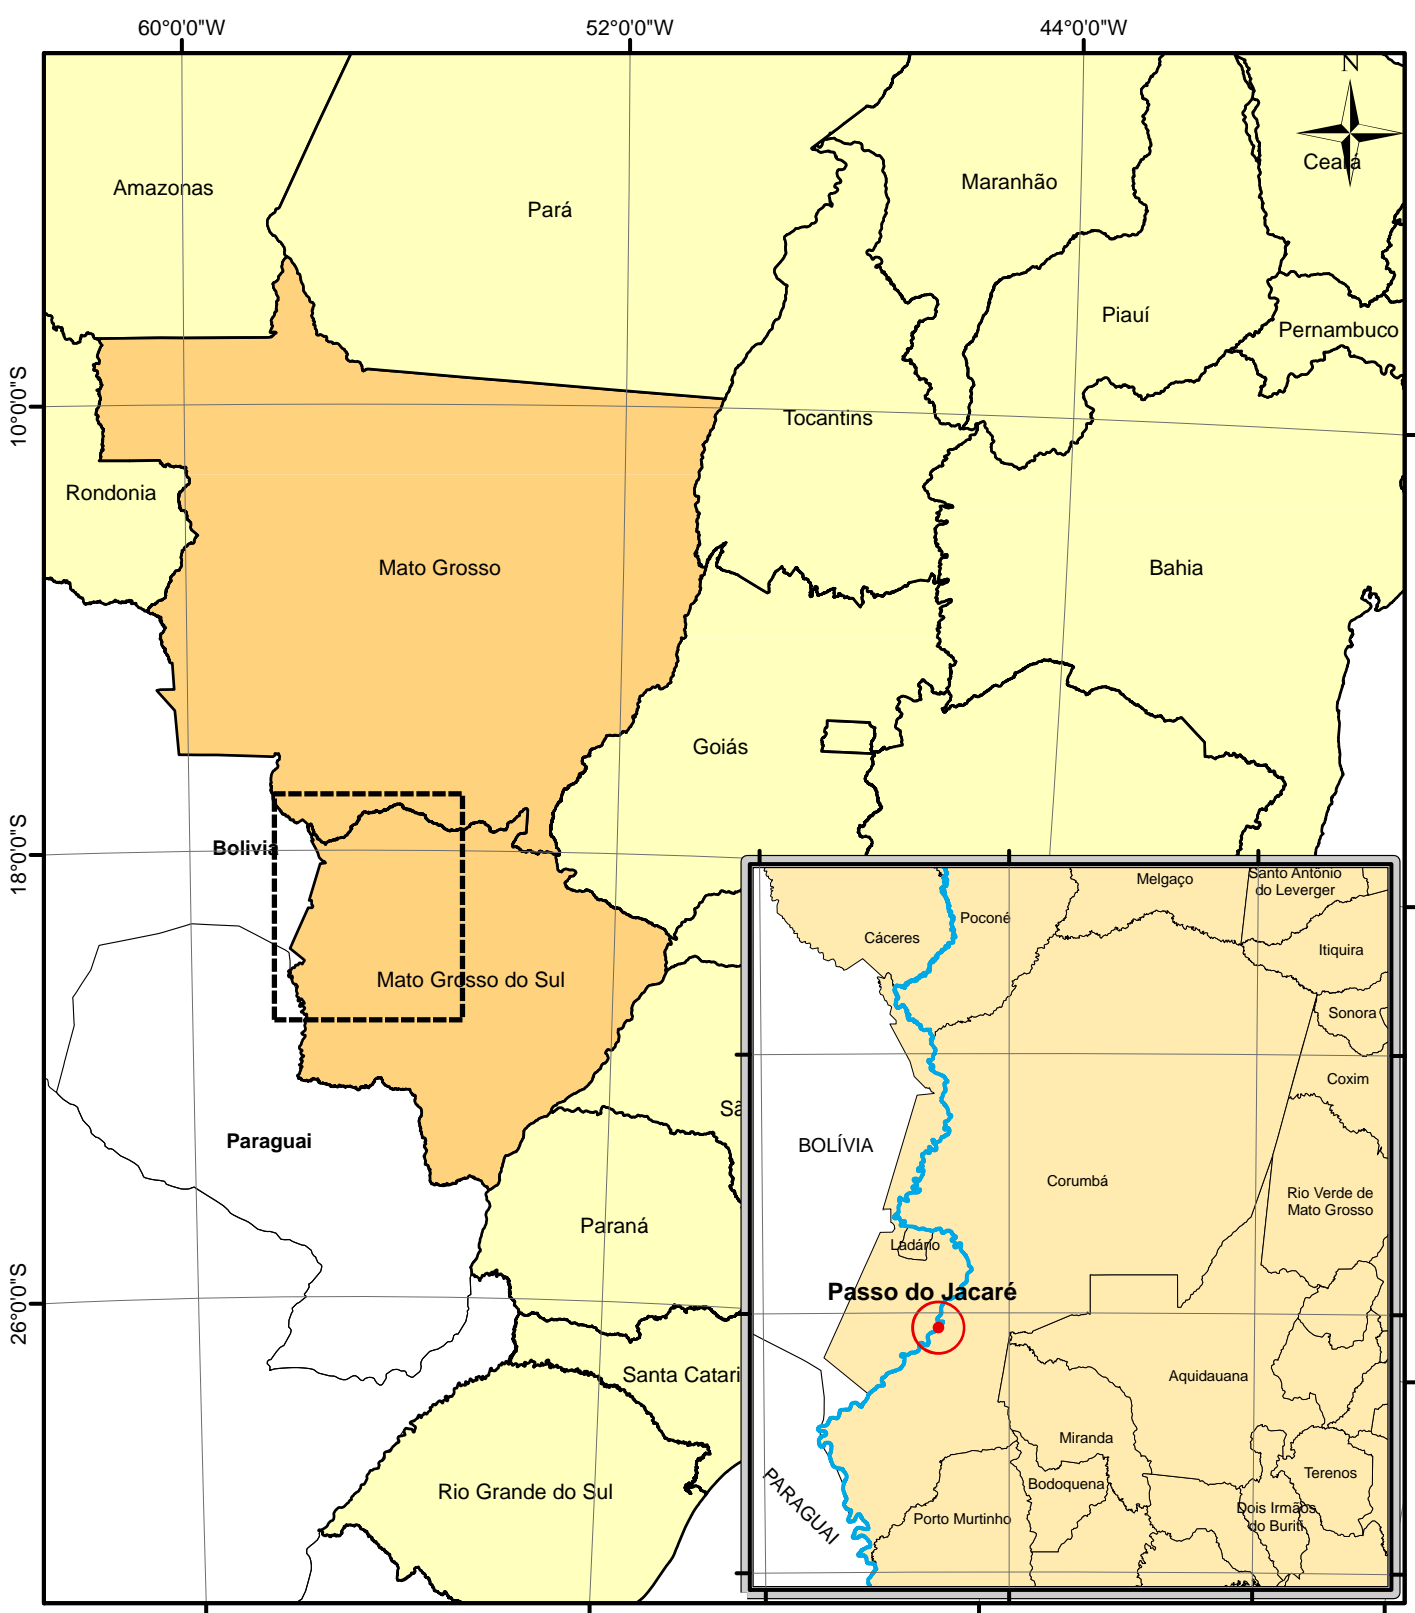 60°0'0"W
52°0'0"W
44°0'0"W
N
Amazonas
Pará
Maranhão
Ceará
Piauí
Pernambuco
10°0'0"S
Tocantins
Rondonia
Mato Grosso
Bahia
Goiás
18°0'0"S
Bolivia
Mato Grosso do Sul
Sã
Paraguai
Paraná
26°0'0"S
Santa Catari
Rio Grande do Sul
Melgaço
Santo Antônio
do Leverger
Poconé
Cáceres
Itiquira
Sonora
Coxim
BOLÍVIA
Corumbá
Rio Verde de
Mato Grosso
Ladário
Passo do Jacaré
Aquidauana
Miranda
Bodoquena
Terenos
PARAGUAI
Porto Murtinho
Dois Irmãos
do Buriti